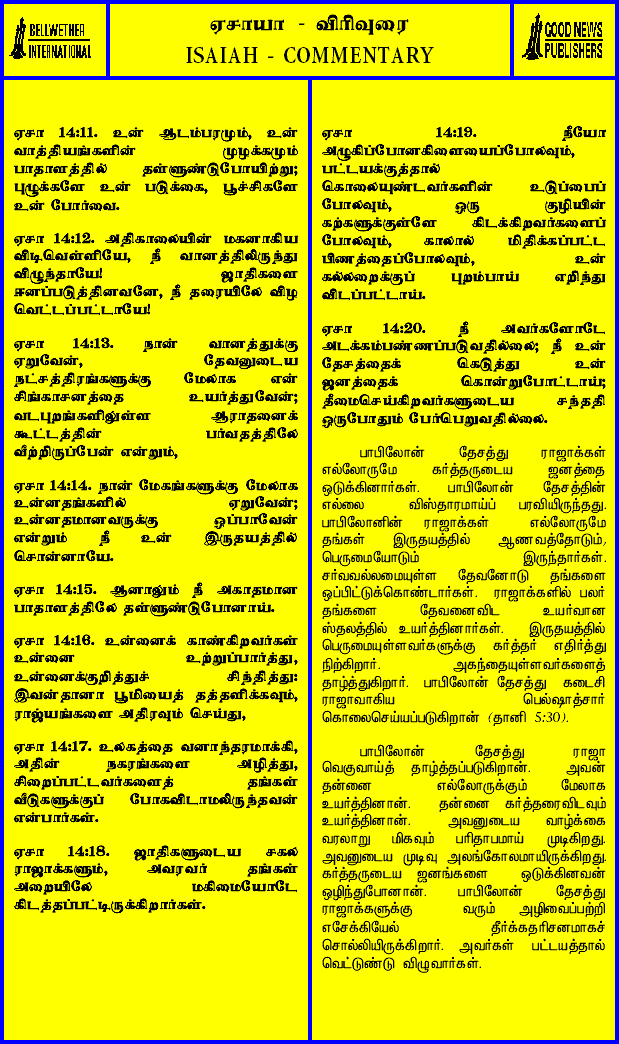 BELLWETHER
INTERNATIONAL
ஏசாயா - விரிவுரை
ISAIAH - COMMENTARY
GOOD NEWS
PUBLISHERS
ஏசா 14:11. உன் ஆடம்பரமும், உன்
வாத்தியங்களின் முழக்கமும்
பாதாளத்தில் தள்ளுண்டுபோயிற்று;
புழுக்களே உன் படுக்கை, பூச்சிகளே
உன் போர்வை.
ஏசா 14:12. அதிகாலையின் மகனாகிய
விடிவெள்ளியே, நீ வானத்திலிருந்து
விழுந்தாயே! ஜாதிகளை
ஈனப்படுத்தினவனே, நீ தரையிலே விழ
வெட்டப்பட்டாயே!
ஏசா 14:13. நான் வானத்துக்கு
ஏறுவேன், தேவனுடைய
நட்சத்திரங்களுக்கு மேலாக என்
சிங்காசனத்தை உயர்த்துவேன்;
வடபுறங்களிலுள்ள ஆராதனைக்
கூட்டத்தின் பர்வதத்திலே
வீற்றிருப்பேன் என்றும்,
ஏசா 14:14. நான் மேகங்களுக்கு மேலாக
உன்னதங்களில் ஏறுவேன்;
உன்னதமானவருக்கு ஒப்பாவேன்
என்றும் நீ உன் இருதயத்தில்
சொன்னாயே.
ஏசா 14:15. ஆனாலும் நீ அகாதமான
பாதாளத்திலே தள்ளுண்டுபோனாய்.
ஏசா 14:16. உன்னைக் காண்கிறவர்கள்
உன்னை உற்றுப்பார்த்து,
உன்னைக்குறித்துச் சிந்தித்து:
இவன்தானா பூமியைத் தத்தளிக்கவும்,
ராஜ்யங்களை அதிரவும் செய்து,
ஏசா 14:17. உலகத்தை வனாந்தரமாக்கி,
அதின் நகரங்களை அழித்து,
சிறைப்பட்டவர்களைத் தங்கள்
வீடுகளுக்குப் போகவிடாமலிருந்தவன்
என்பார்கள்.
ஏசா 14:18. ஜாதிகளுடைய சகல
ராஜாக்களும், அவரவர் தங்கள்
அறையிலே மகிமையோடே
கிடத்தப்பட்டிருக்கிறார்கள்.
ஏசா 14:19. நீயோ
அழுகிப்போனகிளையைப்போலவும்,
பட்டயக்குத்தால்
கொலையுண்டவர்களின் உடுப்பைப்
போலவும், ஒரு குழியின்
கற்களுக்குள்ளே கிடக்கிறவர்களைப்
போலவும், காலால் மிதிக்கப்பட்ட
பிணத்தைப்போலவும், உன்
கல்லறைக்குப் புறம்பாய் எறிந்து
விடப்பட்டாய்.
ஏசா 14:20. நீ அவர்களோடே
அடக்கம்பண்ணப்படுவதில்லை; நீ உன்
தேசத்தைக் கெடுத்து உன்
ஜனத்தைக் கொன்றுபோட்டாய்;
தீமைசெய்கிறவர்களுடைய சந்ததி
ஒருபோதும் பேர்பெறுவதில்லை.
பாபிலோன் தேசத்து ராஜாக்கள்
எல்லோருமே கர்த்தருடைய ஜனத்தை
ஒடுக்கினார்கள். பாபிலோன் தேசத்தின்
எல்லை விஸ்தாரமாய்ப் பரவியிருந்தது.
பாபிலோனின் ராஜாக்கள் எல்லோருமே
தங்கள் இருதயத்தில் ஆணவத்தோடும்,
பெருமையோடும் இருந்தார்கள்.
சர்வவல்லமையுள்ள தேவனோடு தங்களை
ஒப்பிட்டுக்கொண்டார்கள். ராஜாக்களில் பலர்
தங்களை தேவனைவிட உயர்வான
ஸ்தலத்தில் உயர்த்தினார்கள். இருதயத்தில்
பெருமையுள்ளவர்களுக்கு கர்த்தர் எதிர்த்து
நிற்கிறார். அகந்தையுள்ளவர்களைத்
தாழ்த்துகிறார். பாபிலோன் தேசத்து கடைசி
ராஜாவாகிய பெல்ஷாத்சார்
கொலைசெய்யப்படுகிறான் (தானி 5:30).
பாபிலோன் தேசத்து ராஜா
வெகுவாய்த் தாழ்த்தப்படுகிறான். அவன்
தன்னை எல்லோருக்கும் மேலாக
உயர்த்தினான். தன்னை கர்த்தரைவிடவும்
உயர்த்தினான். அவனுடைய வாழ்க்கை
வரலாறு மிகவும் பரிதாபமாய் முடிகிறது.
அவனுடைய முடிவு அலங்கோலமாயிருக்கிறது.
கர்த்தருடைய ஜனங்களை ஒடுக்கினவன்
ஒழிந்துபோனான். பாபிலோன் தேசத்து
ராஜாக்களுக்கு வரும் அழிவைப்பற்றி
எசேக்கியேல் தீர்க்கதரிசனமாகச்
சொல்லியிருக்கிறார். அவர்கள் பட்டயத்தால்
வெட்டுண்டு விழுவார்கள்.